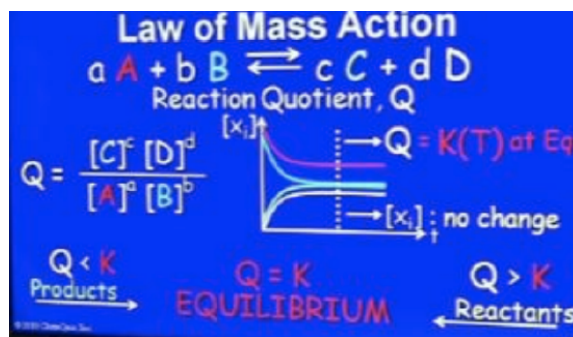 Law of Mass Action
a A + b B ⇄ c C + d D
Reaction Quotient, Q
[xᵢ]
Q = K(T) at Eq
Q = [C]ᶜ [D]ᵈ / [A]ᵃ [B]ᵇ
[xᵢ] : no change
t
Q < K
Products
Q = K
EQUILIBRIUM
Q > K
Reactants